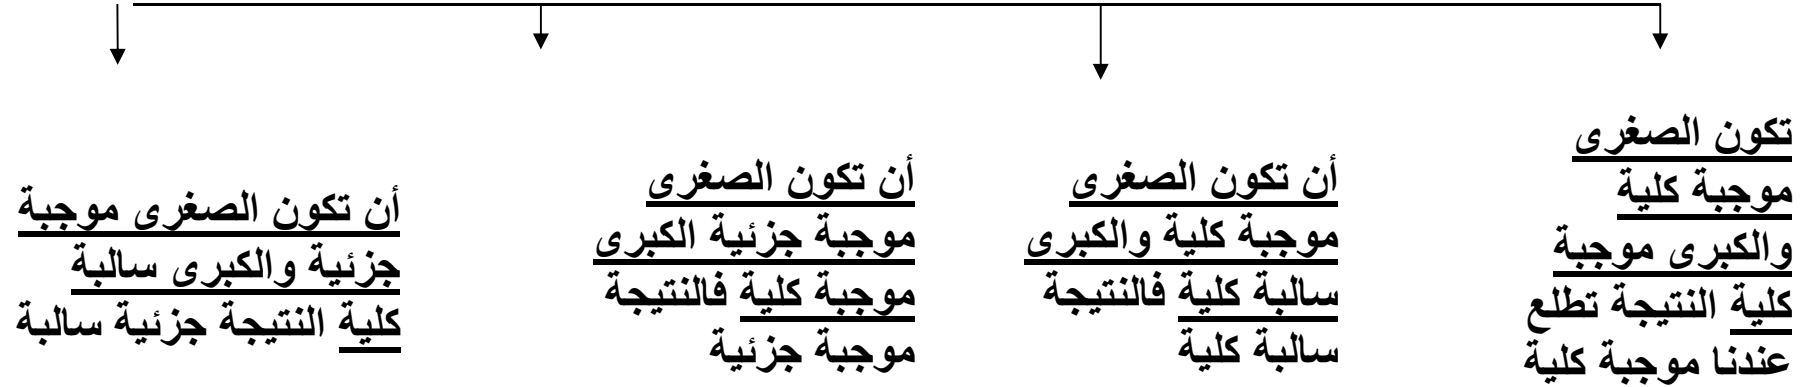 تكون الصغرى
موجبة كلية
والكبرى موجبة
كلية النتيجة تطلع
عندنا موجبة كلية
أن تكون الصغرى
موجبة كلية والكبرى
سالبة كلية فالنتيجة
سالبة كلية
أن تكون الصغرى
موجبة جزئية الكبرى
موجبة كلية فالنتيجة
موجبة جزئية
أن تكون الصغرى موجبة
جزئية والكبرى سالبة
كلية النتيجة جزئية سالبة